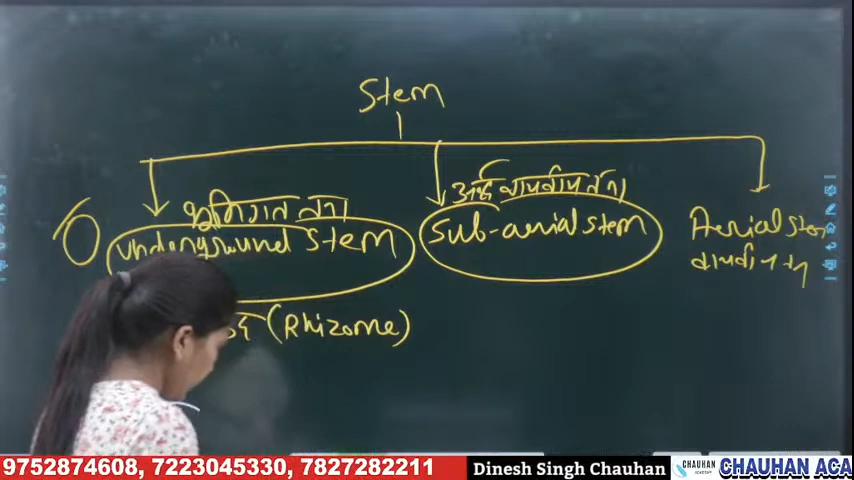 Stem
भूमिगत तना
अर्द्ध वायवीय तना
underground Stem
Sub-aerial stem
Aerial stem
वायवीय तना
(Rhizome)
9752874608, 7223045330, 7827282211
Dinesh Singh Chauhan
CHAUHAN
CHAUHAN ACA